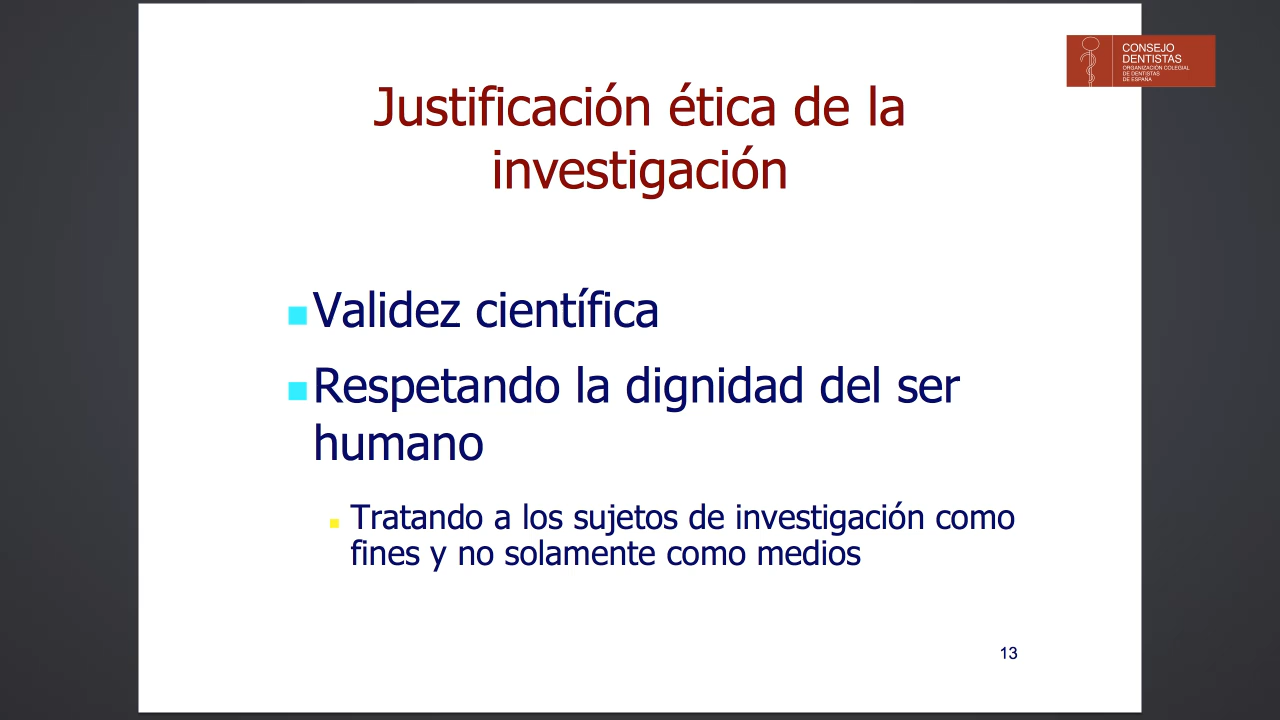 CONSEJO
DENTISTAS
ORGANIZACIÓN COLEGIAL
DE DENTISTAS
DE ESPAÑA
Justificación ética de la
investigación
Validez científica
Respetando la dignidad del ser
humano
Tratando a los sujetos de investigación como
fines y no solamente como medios
13